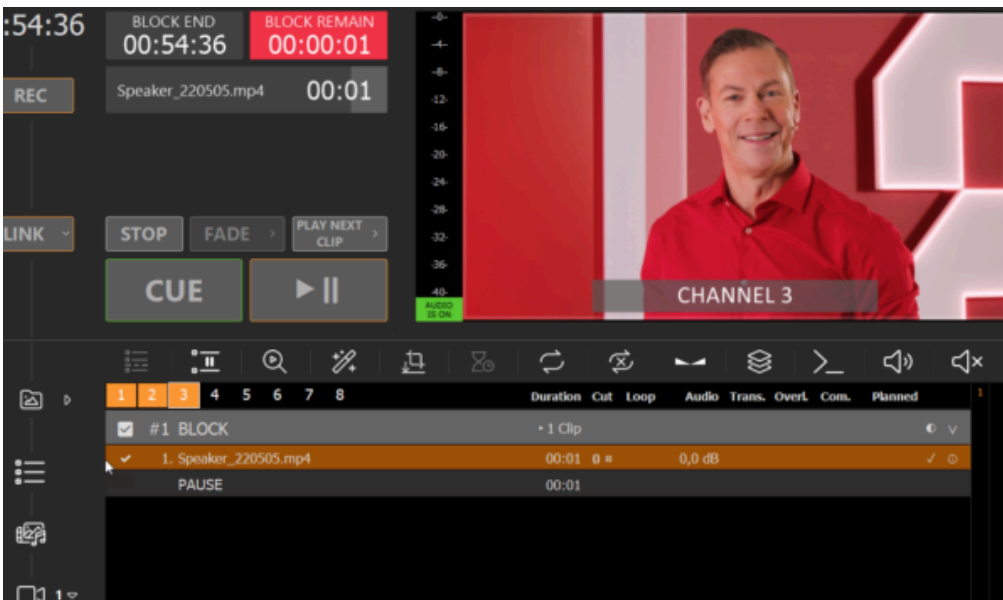 :54:36
BLOCK END
00:54:36
BLOCK REMAIN
00:00:01
REC
Speaker_220505.mp4 00:01
-0-
-4-
-8-
-12-
-16-
-20-
-24-
-28-
-32-
-36-
-40-
AUDIO
IS ON
LINK
STOP
FADE
PLAY NEXT
CLIP
CUE
CHANNEL 3
1 2 3 4 5 6 7 8 Duration Cut Loop Audio Trans. Overl. Com. Planned 1
#1 BLOCK 1 Clip
1. Speaker_220505.mp4 00:01 0,0 dB
PAUSE 00:01
1